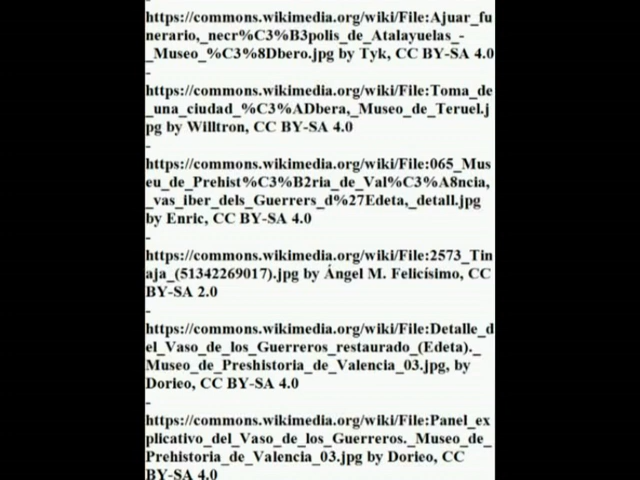 -
https://commons.wikimedia.org/wiki/File:Ajuar_fu
nerario,_necr%C3%B3polis_de_Atalayuelas_-
_Museo_%C3%8Dbero.jpg by Tyk, CC BY-SA 4.0
-
https://commons.wikimedia.org/wiki/File:Toma_de
_una_ciudad_%C3%ADbera,_Museo_de_Teruel.j
pg by Willtron, CC BY-SA 4.0
-
https://commons.wikimedia.org/wiki/File:065_Mus
eu_de_Prehist%C3%B2ria_de_Val%C3%A8ncia,
_vas_iber_dels_Guerrers_d%27Edeta,_detall.jpg
by Enric, CC BY-SA 4.0
-
https://commons.wikimedia.org/wiki/File:2573_Tin
aja_(51342269017).jpg by Ángel M. Felicísimo, CC
BY-SA 2.0
-
https://commons.wikimedia.org/wiki/File:Detalle_d
el_Vaso_de_los_Guerreros_restaurado_(Edeta)._
Museo_de_Preshistoria_de_Valencia_03.jpg, by
Dorieo, CC BY-SA 4.0
-
https://commons.wikimedia.org/wiki/File:Panel_ex
plicativo_del_Vaso_de_los_Guerreros._Museo_de_
Prehistoria_de_Valencia_03.jpg by Dorieo, CC
BY-SA 4.0